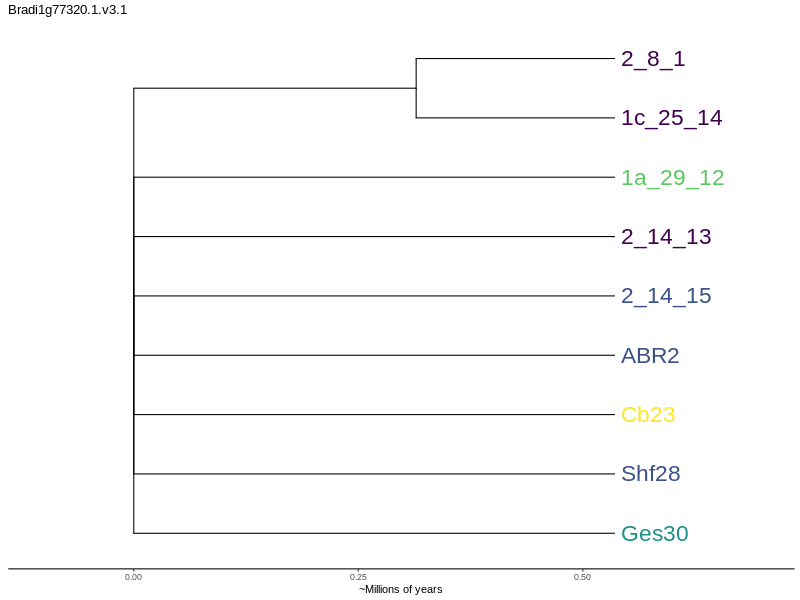 Bradi1g77320.1.v3.1
2_8_1
1c_25_14
1a_29_12
2_14_13
2_14_15
ABR2
Cb23
Shf28
Ges30
0.00 0.25 0.50
~Millions of years